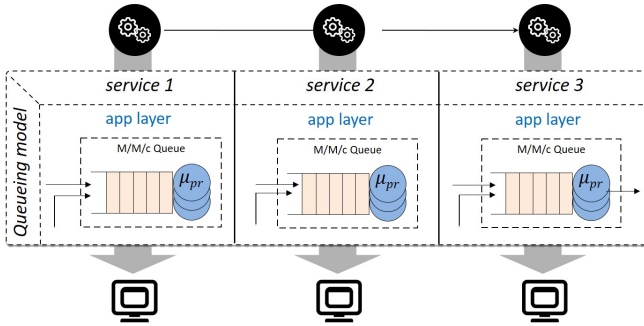 service 1
service 2
service 3
Queueing model
app layer
app layer
app layer
M/M/c Queue
M/M/c Queue
M/M/c Queue
μpr
μpr
μpr